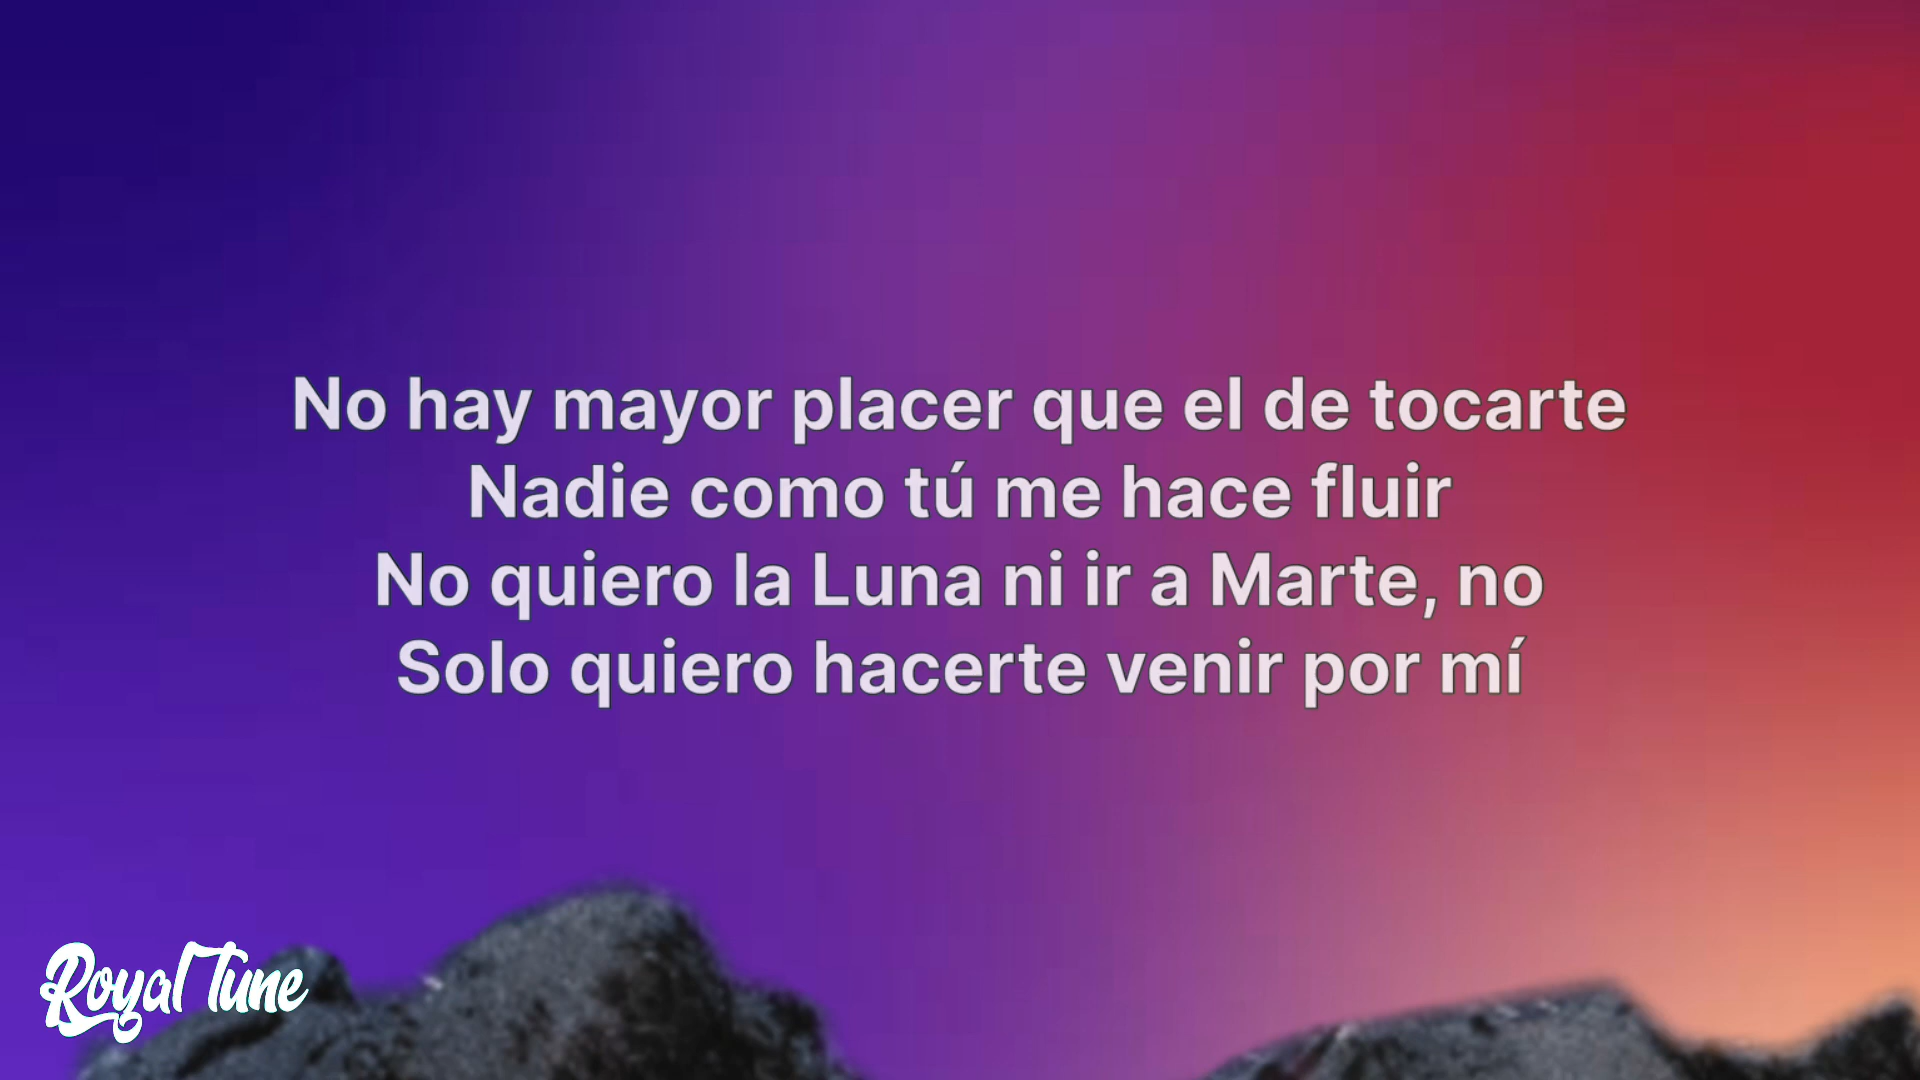 No hay mayor placer que el de tocarte
Nadie como tú me hace fluir
No quiero la Luna ni ir a Marte, no
Solo quiero hacerte venir por mí
Royal Tune